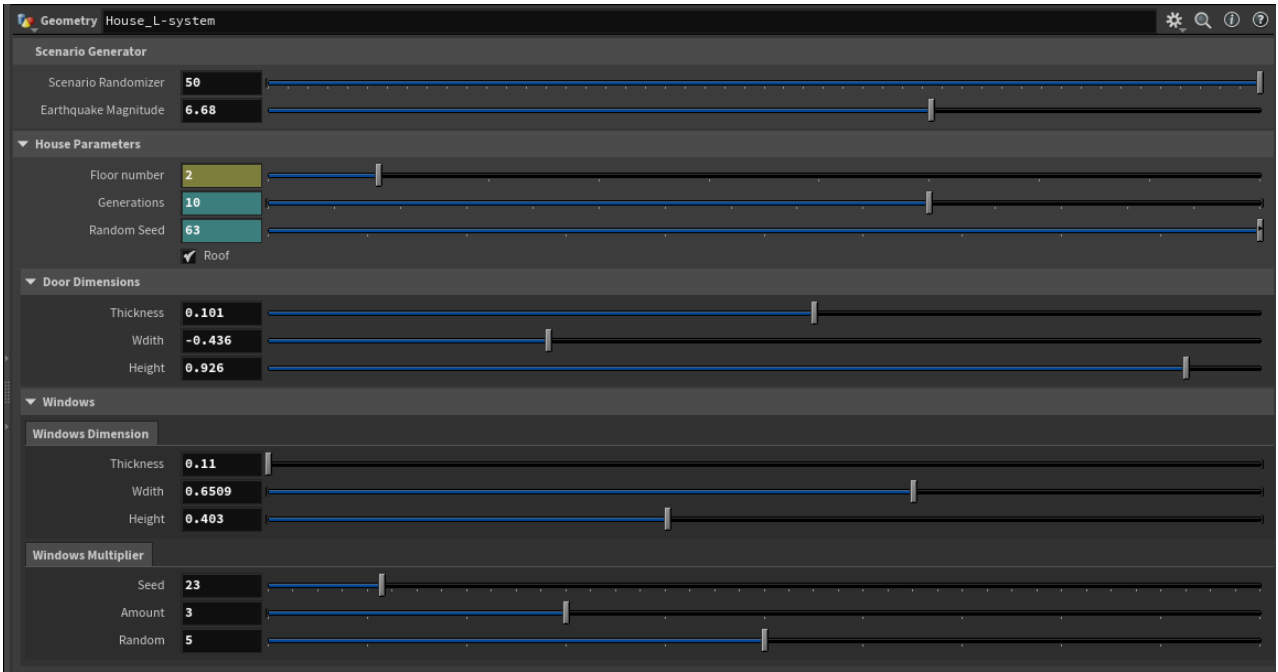 Geometry House_L-system
Scenario Generator
Scenario Randomizer 50
Earthquake Magnitude 6.68
House Parameters
Floor number 2
Generations 10
Random Seed 63
Roof
Door Dimensions
Thickness 0.101
Wdith -0.436
Height 0.926
Windows
Windows Dimension
Thickness 0.11
Wdith 0.6509
Height 0.403
Windows Multiplier
Seed 23
Amount 3
Random 5